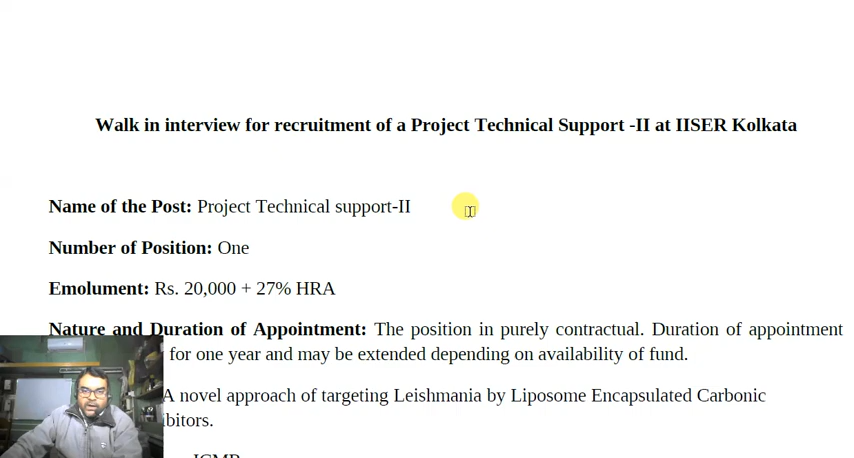 Walk in interview for recruitment of a Project Technical Support -II at IISER Kolkata
Name of the Post: Project Technical support-II
Number of Position: One
Emolument: Rs. 20,000 + 27% HRA
Nature and Duration of Appointment: The position in purely contractual. Duration of appointment
for one year and may be extended depending on availability of fund.
A novel approach of targeting Leishmania by Liposome Encapsulated Carbonic
ibitors.